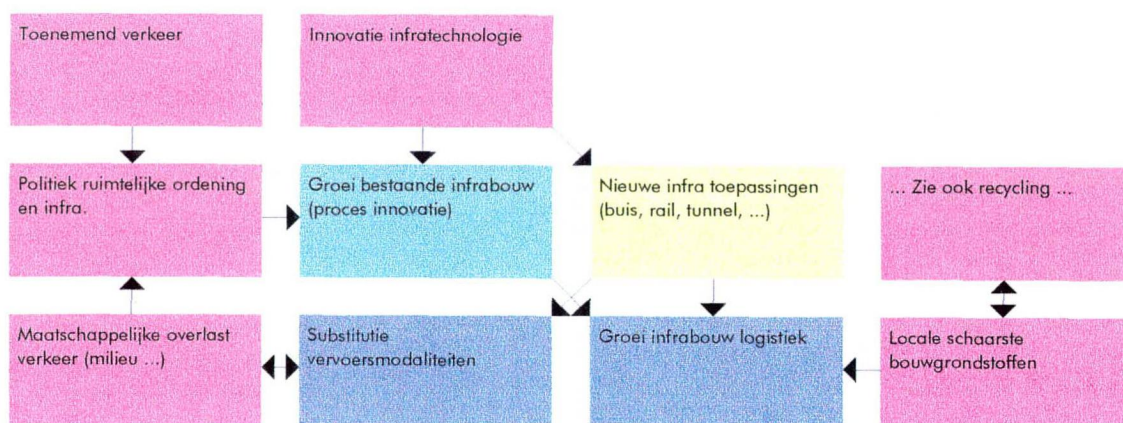 Toenemend verkeer
Innovatie infratechnologie
Politiek ruimtelijke ordening
en infra.
Groei bestaande infrabouw
(proces innovatie)
Nieuwe infra toepassingen
(buis, rail, tunnel, ...)
... Zie ook recycling ...
Maatschappelijke overlast
verkeer (milieu ...)
Substitutie
vervoersmodaliteiten
Groei infrabouw logistiek
Locale schaarste
bouwgrondstoffen